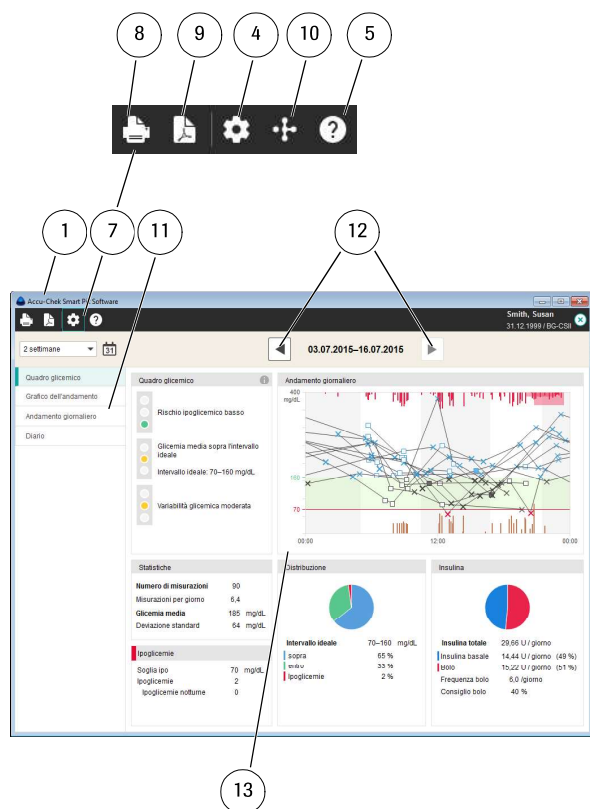 8
9
4
10
5
1
7
11
12
Accu-Chek Smart Pix Software
Smith, Susan
31.12.1999 / BG-CSII
2 settimane
31
03.07.2015–16.07.2015
Quadro glicemico
Grafico dell'andamento
Andamento giornaliero
Diario
Quadro glicemico
Rischio ipoglicemico basso
Glicemia media sopra l'intervallo
ideale
Intervallo ideale: 70–160 mg/dL
Variabilità glicemica moderata
Andamento giornaliero
400
mg/dL
160
70
00:00
12:00
00:00
Statistiche
Numero di misurazioni 90
Misurazioni per giorno 6,4
Glicemia media 185 mg/dL
Deviazione standard 64 mg/dL
Ipoglicemie
Soglia ipo 70 mg/dL
Ipoglicemie 2
Ipoglicemie notturne 0
Distribuzione
Intervallo ideale 70–160 mg/dL
sopra 65 %
entro 33 %
Ipoglicemie 2 %
Insulina
Insulina totale 29,66 U / giorno
Insulina basale 14,44 U / giorno (49 %)
Bolo 15,22 U / giorno (51 %)
Frequenza bolo 6,0 /giorno
Consiglio bolo 40 %
13